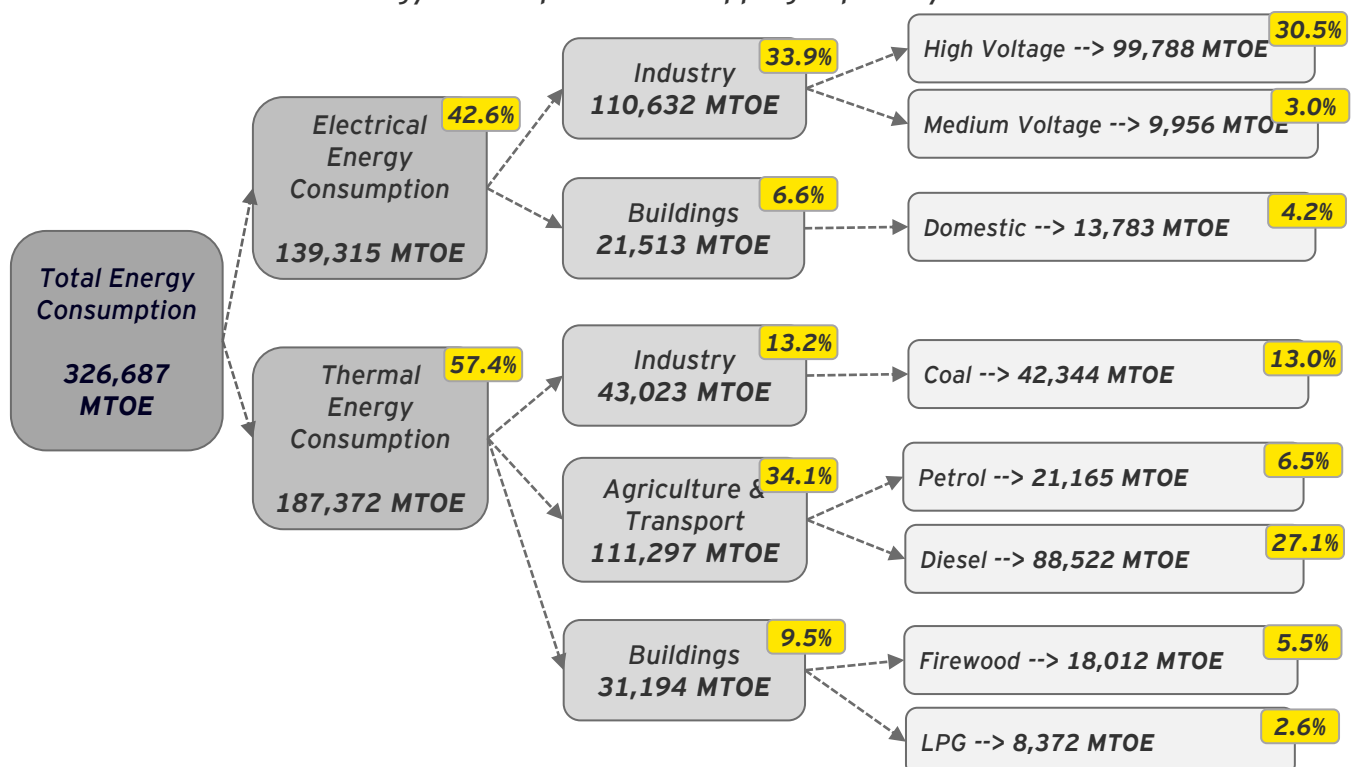 30.5%
High Voltage --> 99,788 MTOE
33.9%
Industry
110,632 MTOE
3.0%
Medium Voltage --> 9,956 MTOE
42.6%
Electrical
Energy
Consumption
139,315 MTOE
6.6%
Buildings
21,513 MTOE
4.2%
Domestic --> 13,783 MTOE
Total Energy
Consumption
326,687
MTOE
57.4%
Thermal
Energy
Consumption
187,372 MTOE
13.2%
Industry
43,023 MTOE
13.0%
Coal --> 42,344 MTOE
34.1%
Agriculture &
Transport
111,297 MTOE
6.5%
Petrol --> 21,165 MTOE
27.1%
Diesel --> 88,522 MTOE
9.5%
Buildings
31,194 MTOE
5.5%
Firewood --> 18,012 MTOE
2.6%
LPG --> 8,372 MTOE